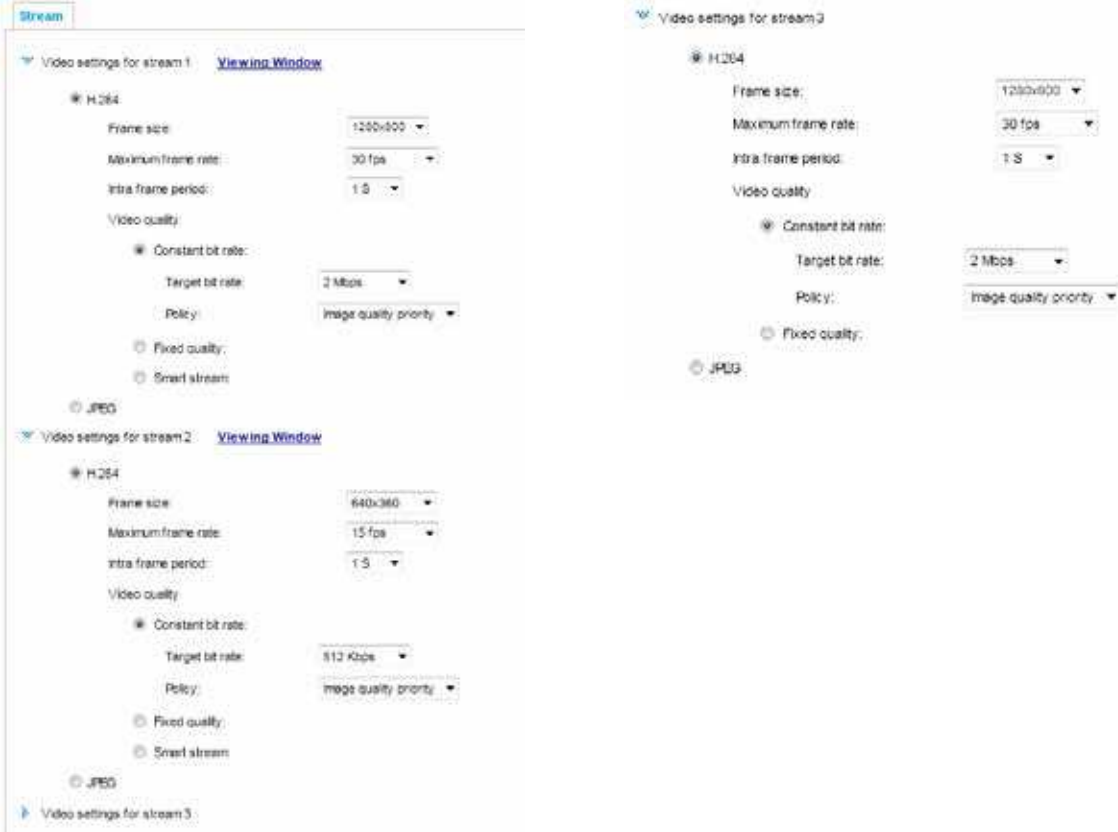 Stream
Video settings for stream 1 Viewing Window
H.264
Frame size: 1280x800
Maximum frame rate: 30 fps
Intra frame period: 1 S
Video quality
Constant bit rate:
Target bit rate: 2 Mbps
Policy: Image quality priority
Fixed quality:
Smart stream
JPEG
Video settings for stream 2 Viewing Window
H.264
Frame size: 640x360
Maximum frame rate: 15 fps
Intra frame period: 1 S
Video quality
Constant bit rate:
Target bit rate: 512 Kbps
Policy: Image quality priority
Fixed quality:
Smart stream
JPEG
Video settings for stream 3
Video settings for stream 3
H.264
Frame size: 1280x800
Maximum frame rate: 30 fps
Intra frame period: 1 S
Video quality
Constant bit rate:
Target bit rate: 2 Mbps
Policy: Image quality priority
Fixed quality:
JPEG